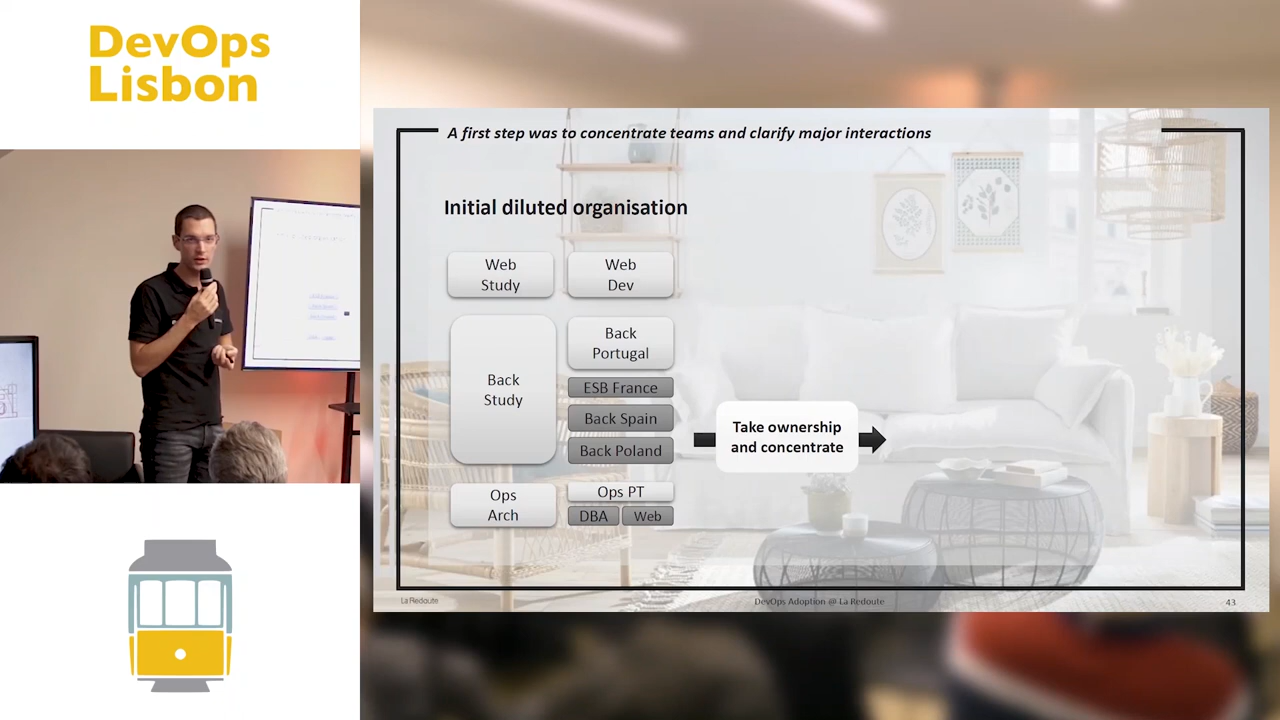 DevOps
Lisbon
A first step was to concentrate teams and clarify major interactions
Initial diluted organisation
Web
Study
Web
Dev
Back
Study
Back
Portugal
ESB France
Back Spain
Back Poland
Ops
Arch
Ops PT
DBA
Web
Take ownership
and concentrate
La Redoute
DevOps Adoption @ La Redoute
43